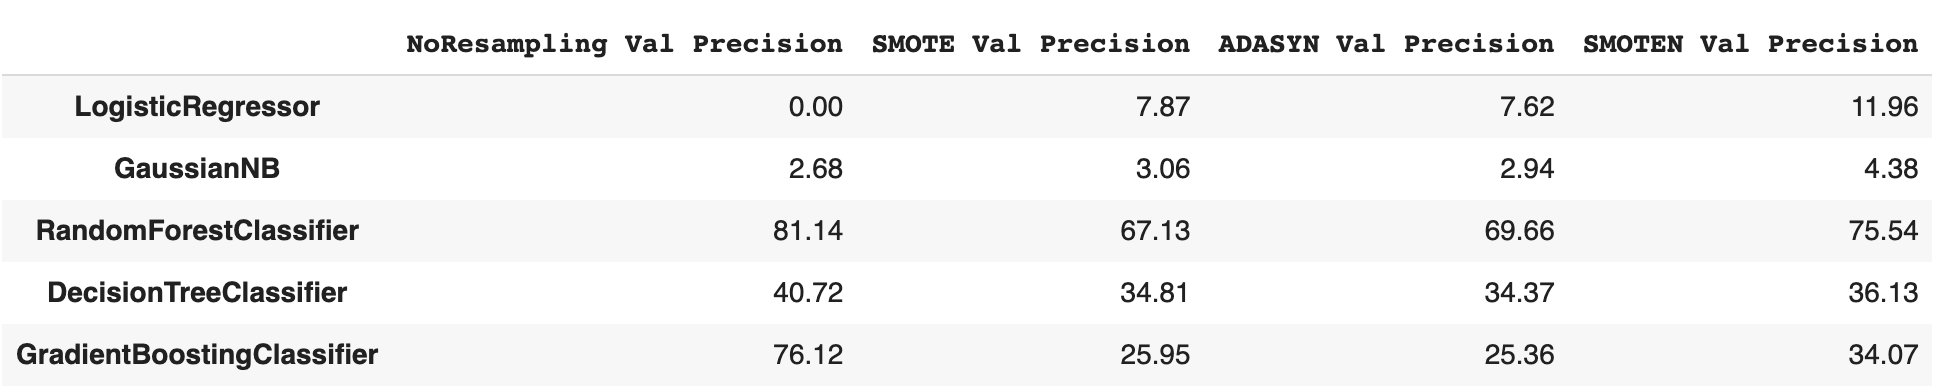 NoResampling Val Precision SMOTE Val Precision ADASYN Val Precision SMOTEN Val Precision
LogisticRegressor 0.00 7.87 7.62 11.96
GaussianNB 2.68 3.06 2.94 4.38
RandomForestClassifier 81.14 67.13 69.66 75.54
DecisionTreeClassifier 40.72 34.81 34.37 36.13
GradientBoostingClassifier 76.12 25.95 25.36 34.07